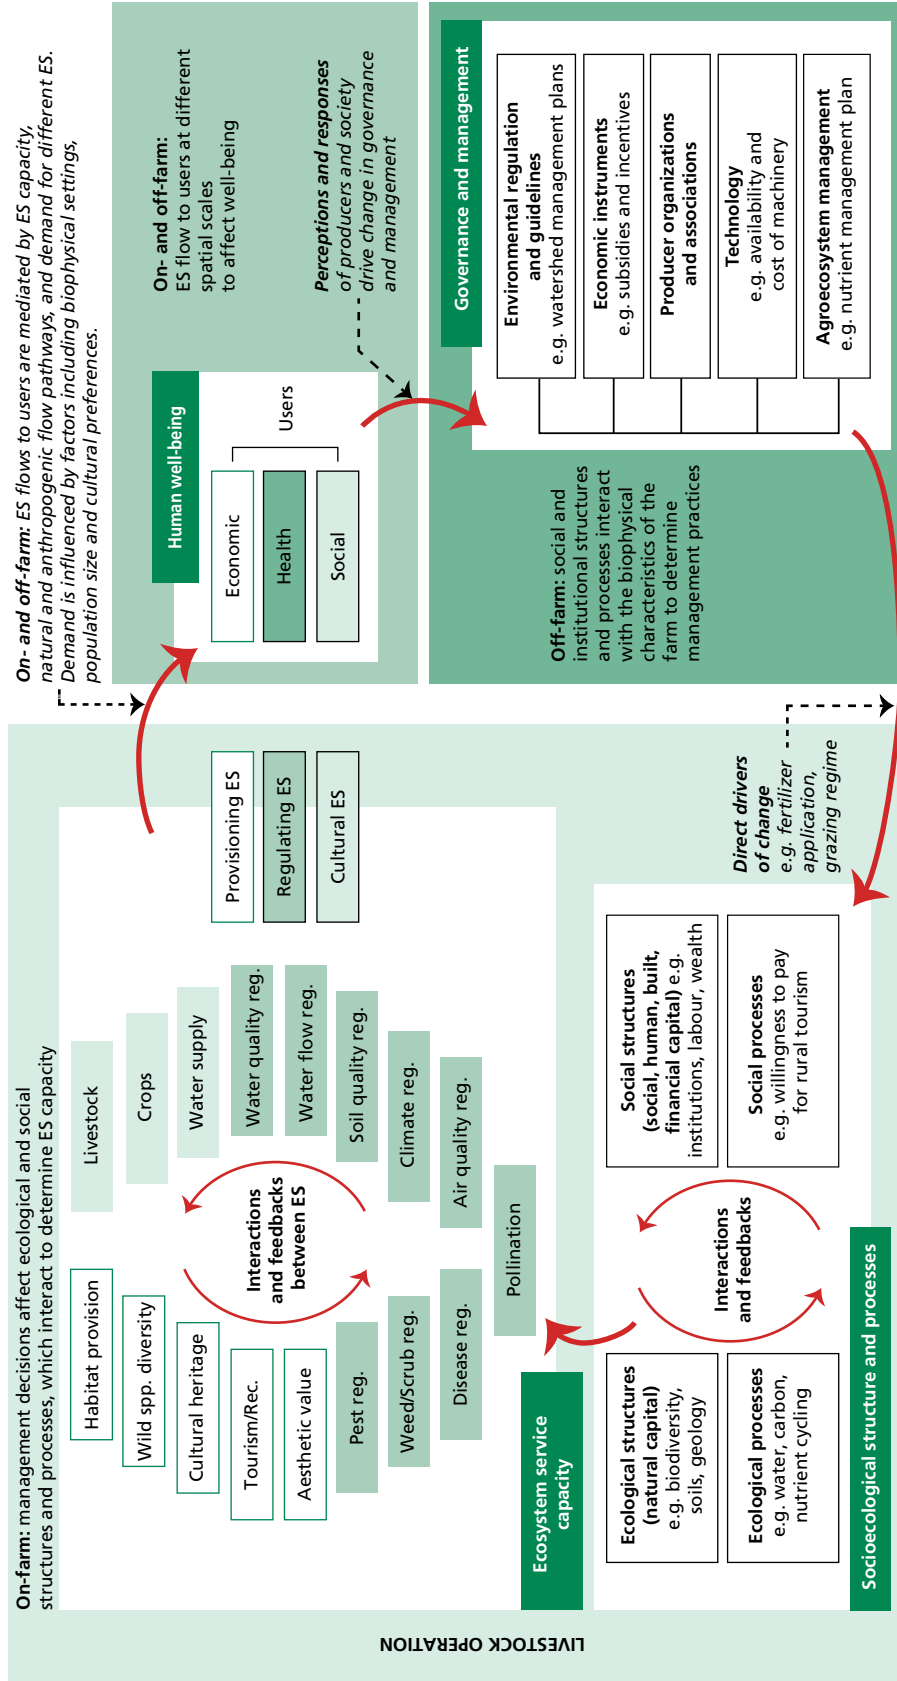 On-farm: management decisions affect ecological and social
structures and processes, which interact to determine ES capacity
On- and off-farm: ES flows to users are mediated by ES capacity,
natural and anthropogenic flow pathways, and demand for different ES.
Demand is influenced by factors including biophysical settings,
population size and cultural preferences.
LIVESTOCK OPERATION
Habitat provision
Wild spp. diversity
Cultural heritage
Tourism/Rec.
Aesthetic value
Pest reg.
Weed/Scrub reg.
Disease reg.
Pollination
Livestock
Crops
Water supply
Water quality reg.
Water flow reg.
Soil quality reg.
Climate reg.
Air quality reg.
Interactions
and feedbacks
between ES
Provisioning ES
Regulating ES
Cultural ES
Ecosystem service
capacity
Human well-being
Economic
Health
Social
Users
On- and off-farm:
ES flow to users at different
spatial scales
to affect well-being
Perceptions and responses
of producers and society
drive change in governance
and management
Governance and management
Environmental regulation
and guidelines
e.g. watershed management plans
Economic instruments
e.g. subsidies and incentives
Producer organizations
and associations
Technology
e.g. availability and
cost of machinery
Agroecosystem management
e.g. nutrient management plan
Off-farm: social and
institutional structures
and processes interact
with the biophysical
characteristics of the
farm to determine
management practices
Direct drivers
of change
e.g. fertilizer
application,
grazing regime
Ecological structures
(natural capital)
e.g. biodiversity,
soils, geology
Ecological processes
e.g. water, carbon,
nutrient cycling
Interactions
and feedbacks
Social structures
(social, human, built,
financial capital) e.g.
institutions, labour, wealth
Social processes
e.g. willingness to pay
for rural tourism
Socioecological structure and processes